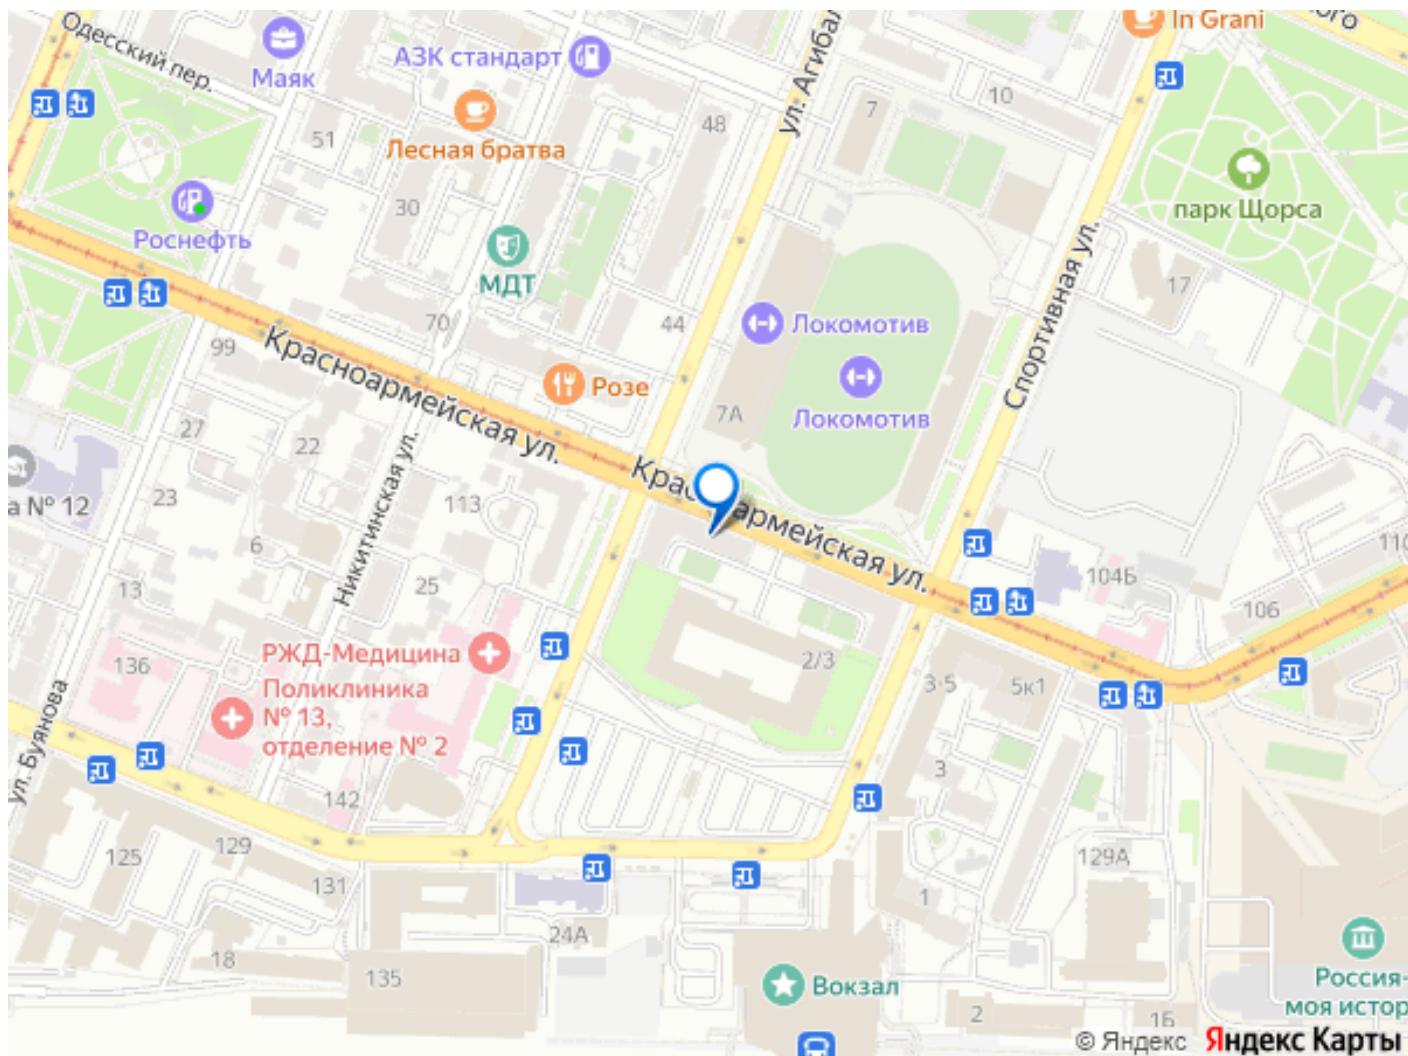 In Grani
ого
Одесский пер.
Маяк
АЗК стандарт
ул. Агибал
48
7
10
51
Лесная братва
парк Щорса
30
Роснефть
МДТ
17
70
44
Локомотив
Спортивная ул.
99
Красноармейская ул.
Розе
Локомотив
7А
27
22
а № 12
23
113
Никитинская ул.
Крас
армейская ул.
6
110
104Б
13
25
106
136
РЖД-Медицина
2/3
3-5
5к1
Поликлиника
№ 13,
отделение № 2
ул. Буянова
3
142
125
129
129А
131
1
24А
18
135
Вокзал
Россия-
моя истор
2
1Б
© Яндекс Яндекс Карты